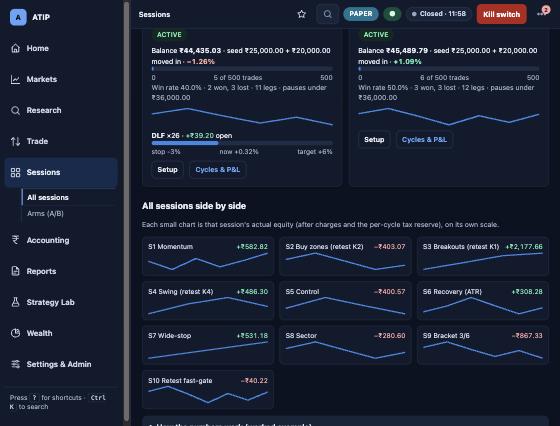 ATIP
Sessions
PAPER
Closed · 11:58
Kill switch
2
Home
Markets
Research
Trade
Sessions
All sessions
Arms (A/B)
Accounting
Reports
Strategy Lab
Wealth
Settings & Admin
Press ? for shortcuts · Ctrl
K to search
ACTIVE
Balance ₹44,435.03 · seed ₹25,000.00 + ₹20,000.00
moved in · −1.26%
0 5 of 500 trades 500
Win rate 40.0% · 2 won, 3 lost · 11 legs · pauses under
₹36,000.00
DLF ×26 · +₹39.20 open
stop -3% now +0.32% target +6%
Setup
Cycles & P&L
ACTIVE
Balance ₹45,489.79 · seed ₹25,000.00 + ₹20,000.00
moved in · +1.09%
0 6 of 500 trades 500
Win rate 50.0% · 3 won, 3 lost · 12 legs · pauses under
₹36,000.00
Setup
Cycles & P&L
All sessions side by side
Each small chart is that session's actual equity (after charges and the per-cycle tax reserve), on its own scale.
S1 Momentum +₹582.82
S2 Buy zones (retest K2) −₹403.07
S3 Breakouts (retest K1) +₹2,177.66
S4 Swing (retest K4) +₹486.30
S5 Control −₹400.57
S6 Recovery (ATR) +₹308.28
S7 Wide-stop +₹531.18
S8 Sector −₹280.60
S9 Bracket 3/6 −₹867.33
S10 Retest fast-gate −₹40.22